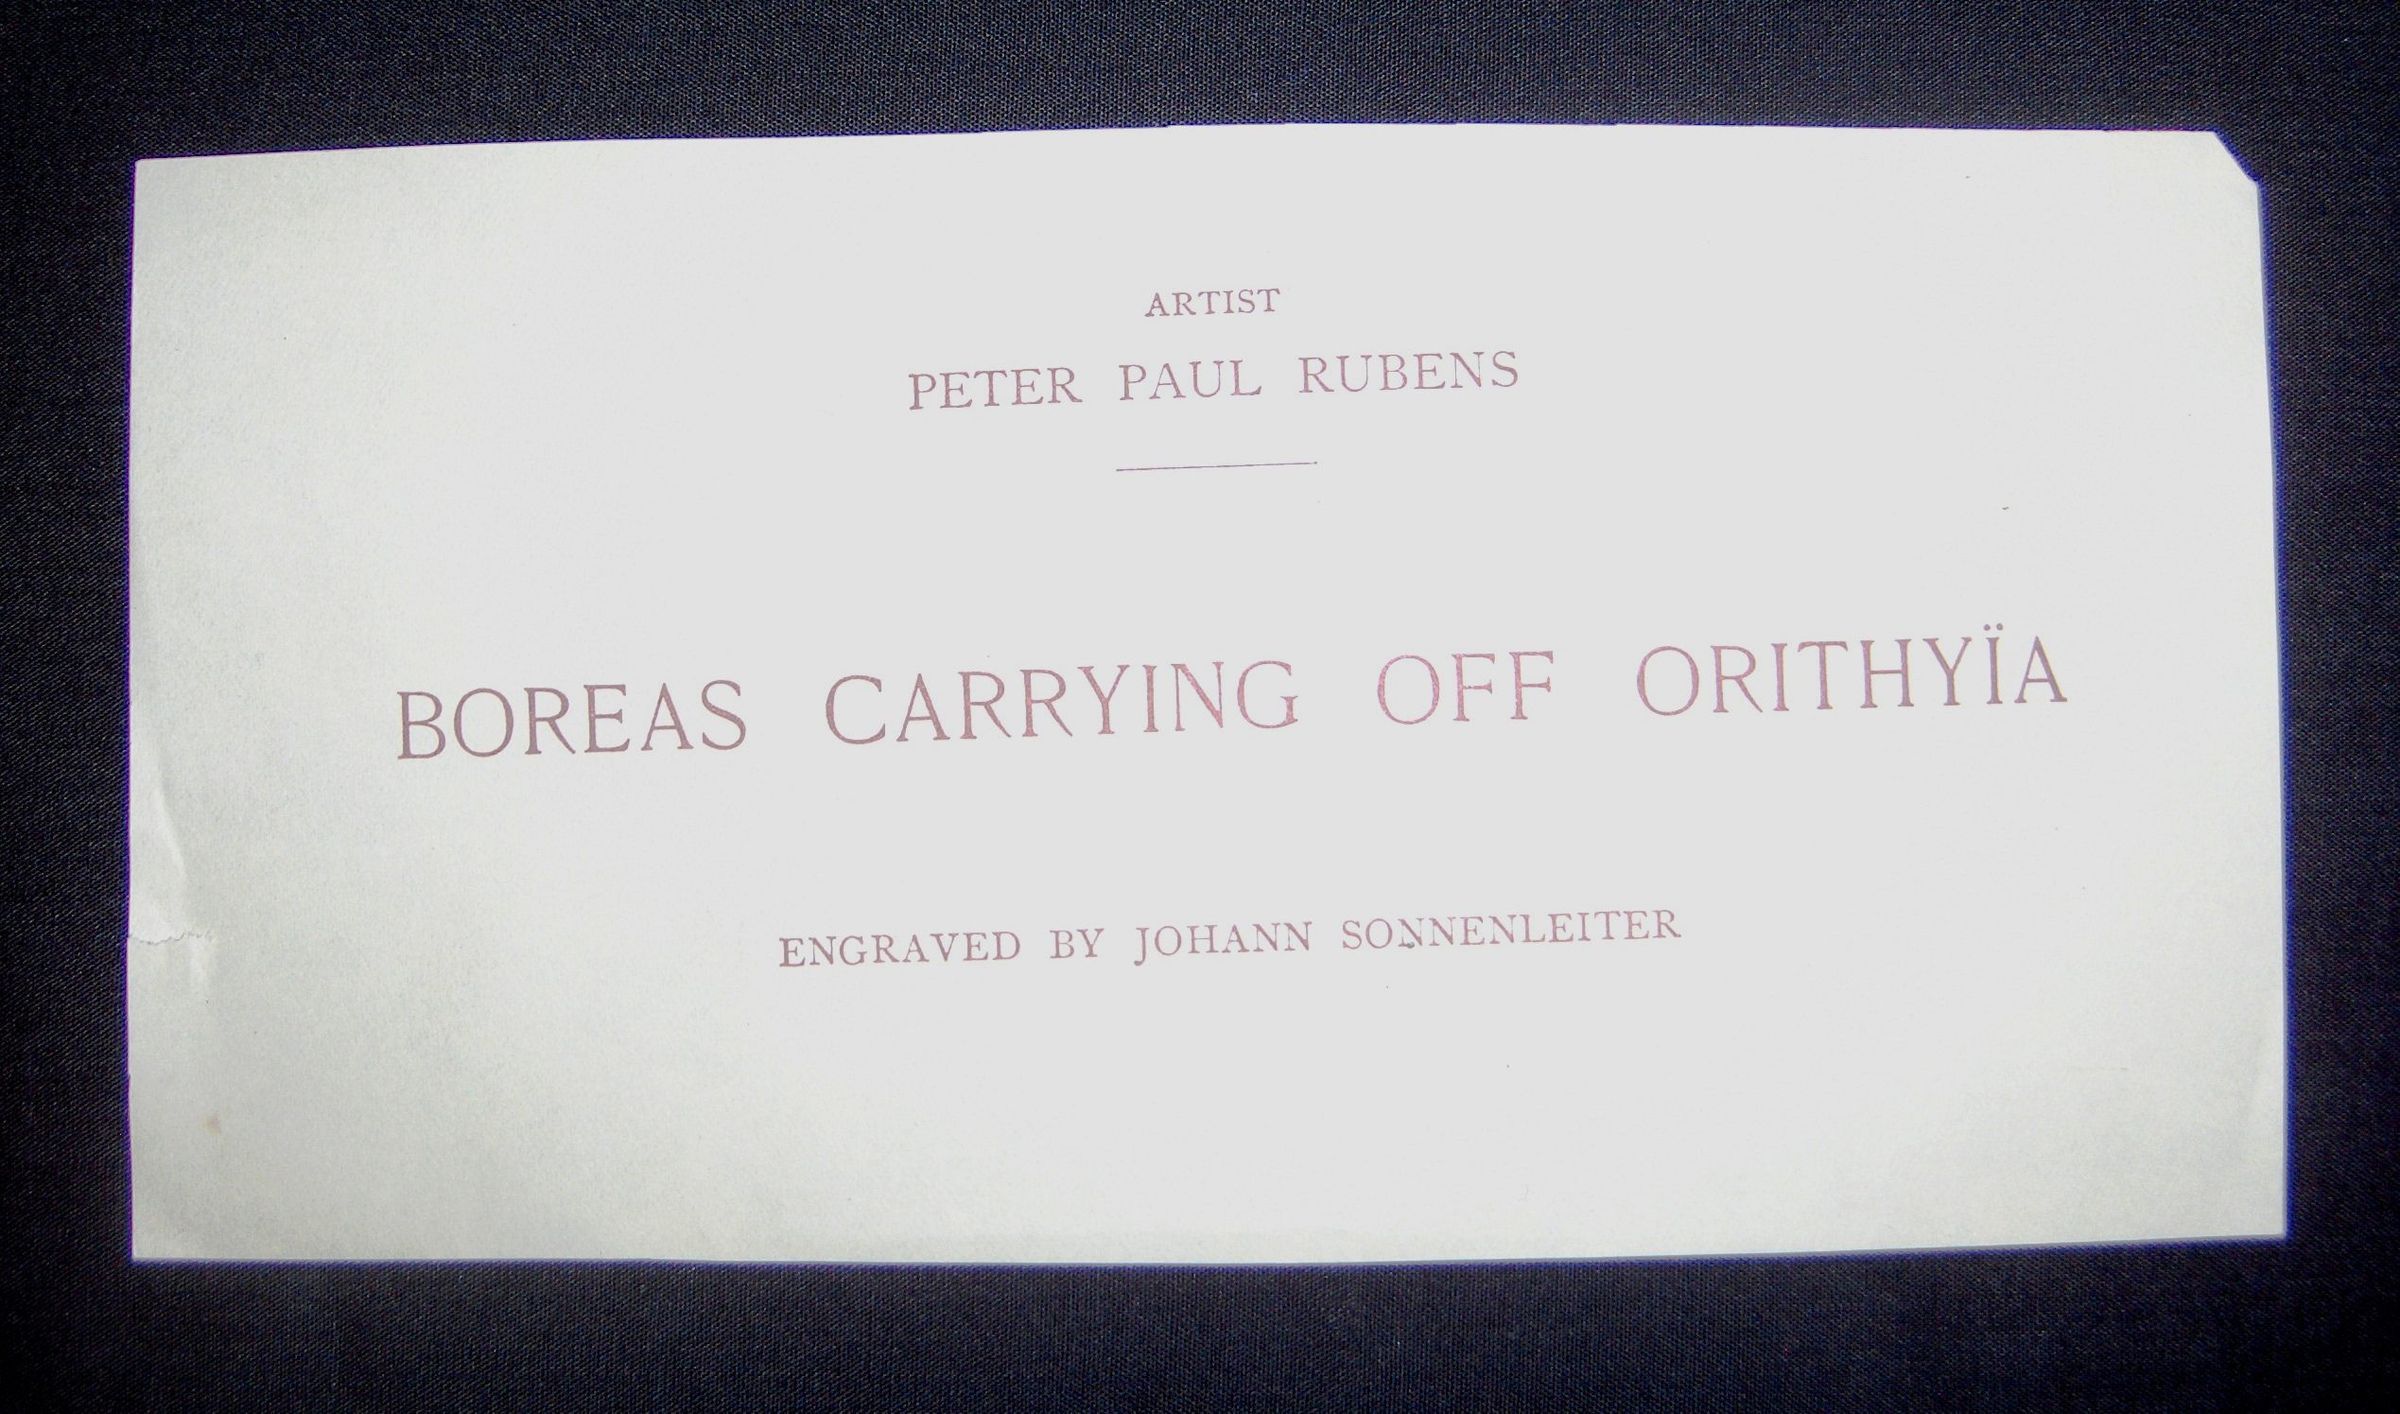 ARTIST
PETER PAUL RUBENS
BOREAS CARRYING OFF ORITHYÏA
ENGRAVED BY JOHANN SONNENLEITER